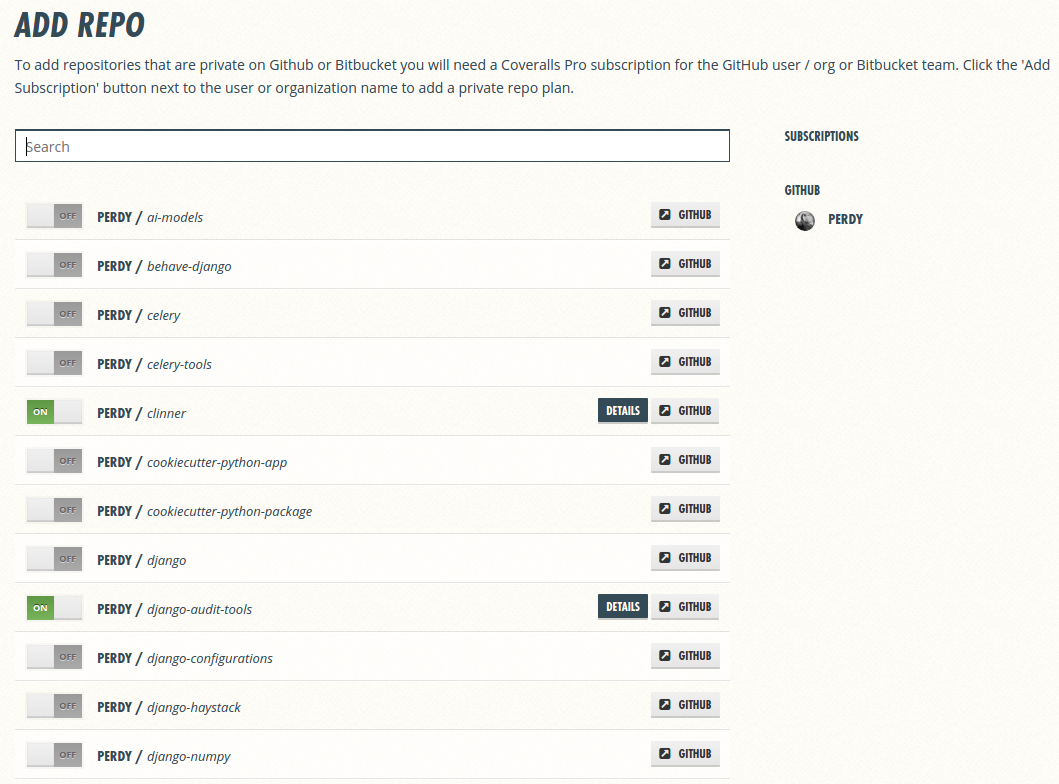 ADD REPO
To add repositories that are private on Github or Bitbucket you will need a Coveralls Pro subscription for the GitHub user / org or Bitbucket team. Click the 'Add
Subscription' button next to the user or organization name to add a private repo plan.
Search
SUBSCRIPTIONS
GITHUB
PERDY
OFF PERDY / ai-models GITHUB
OFF PERDY / behave-django GITHUB
OFF PERDY / celery GITHUB
OFF PERDY / celery-tools GITHUB
ON PERDY / clinner DETAILS GITHUB
OFF PERDY / cookiecutter-python-app GITHUB
OFF PERDY / cookiecutter-python-package GITHUB
OFF PERDY / django GITHUB
ON PERDY / django-audit-tools DETAILS GITHUB
OFF PERDY / django-configurations GITHUB
OFF PERDY / django-haystack GITHUB
OFF PERDY / django-numpy GITHUB